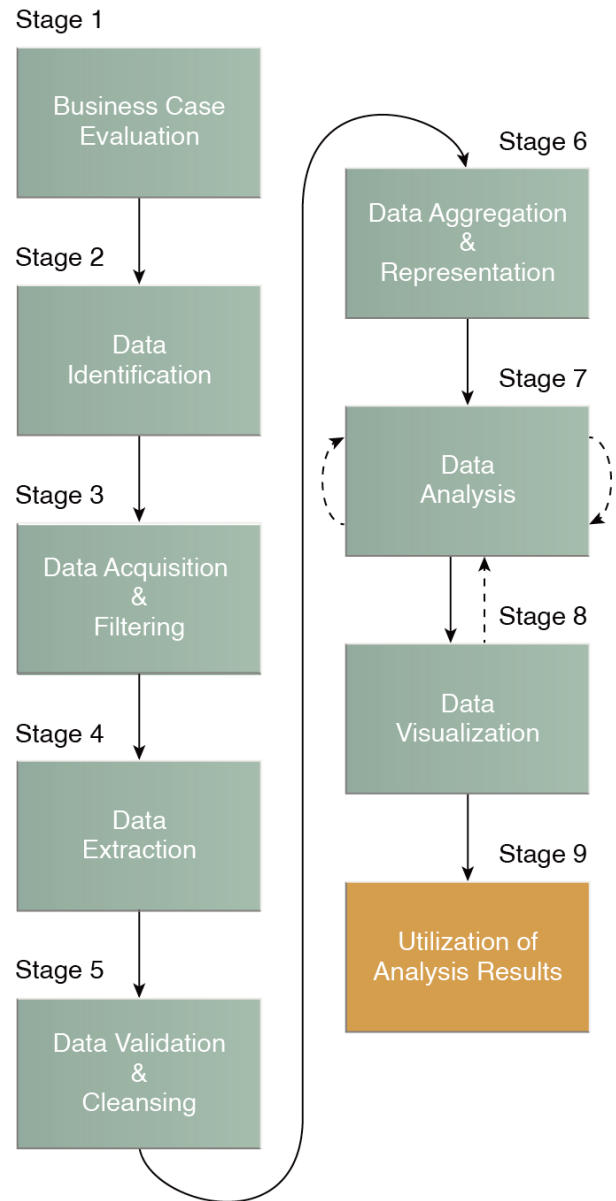 Stage 1
Business Case
Evaluation
Stage 2
Data
Identification
Stage 3
Data Acquisition
&
Filtering
Stage 4
Data
Extraction
Stage 5
Data Validation
&
Cleansing
Stage 6
Data Aggregation
&
Representation
Stage 7
Data
Analysis
Stage 8
Data
Visualization
Stage 9
Utilization of
Analysis Results